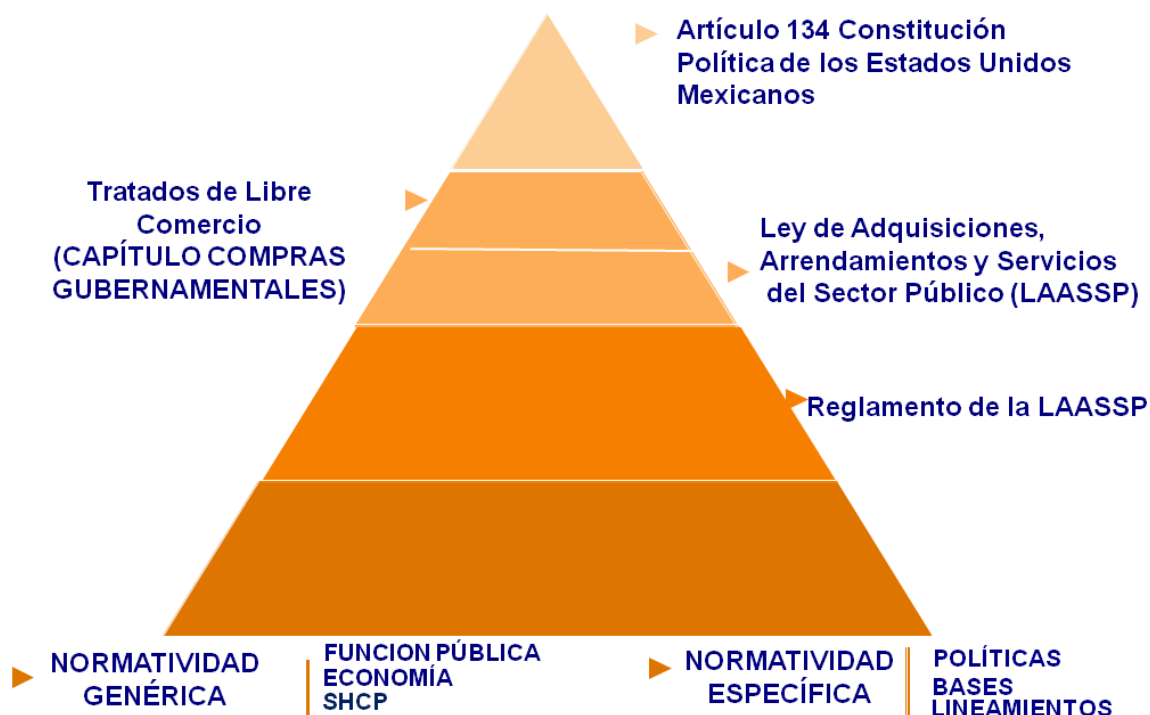 Artículo 134 Constitución
Política de los Estados Unidos
Mexicanos
Tratados de Libre
Comercio
(CAPÍTULO COMPRAS
GUBERNAMENTALES)
Ley de Adquisiciones,
Arrendamientos y Servicios
del Sector Público (LAASSP)
Reglamento de la LAASSP
NORMATIVIDAD
GENÉRICA
FUNCION PÚBLICA
ECONOMÍA
SHCP
NORMATIVIDAD
ESPECÍFICA
POLÍTICAS
BASES
LINEAMIENTOS